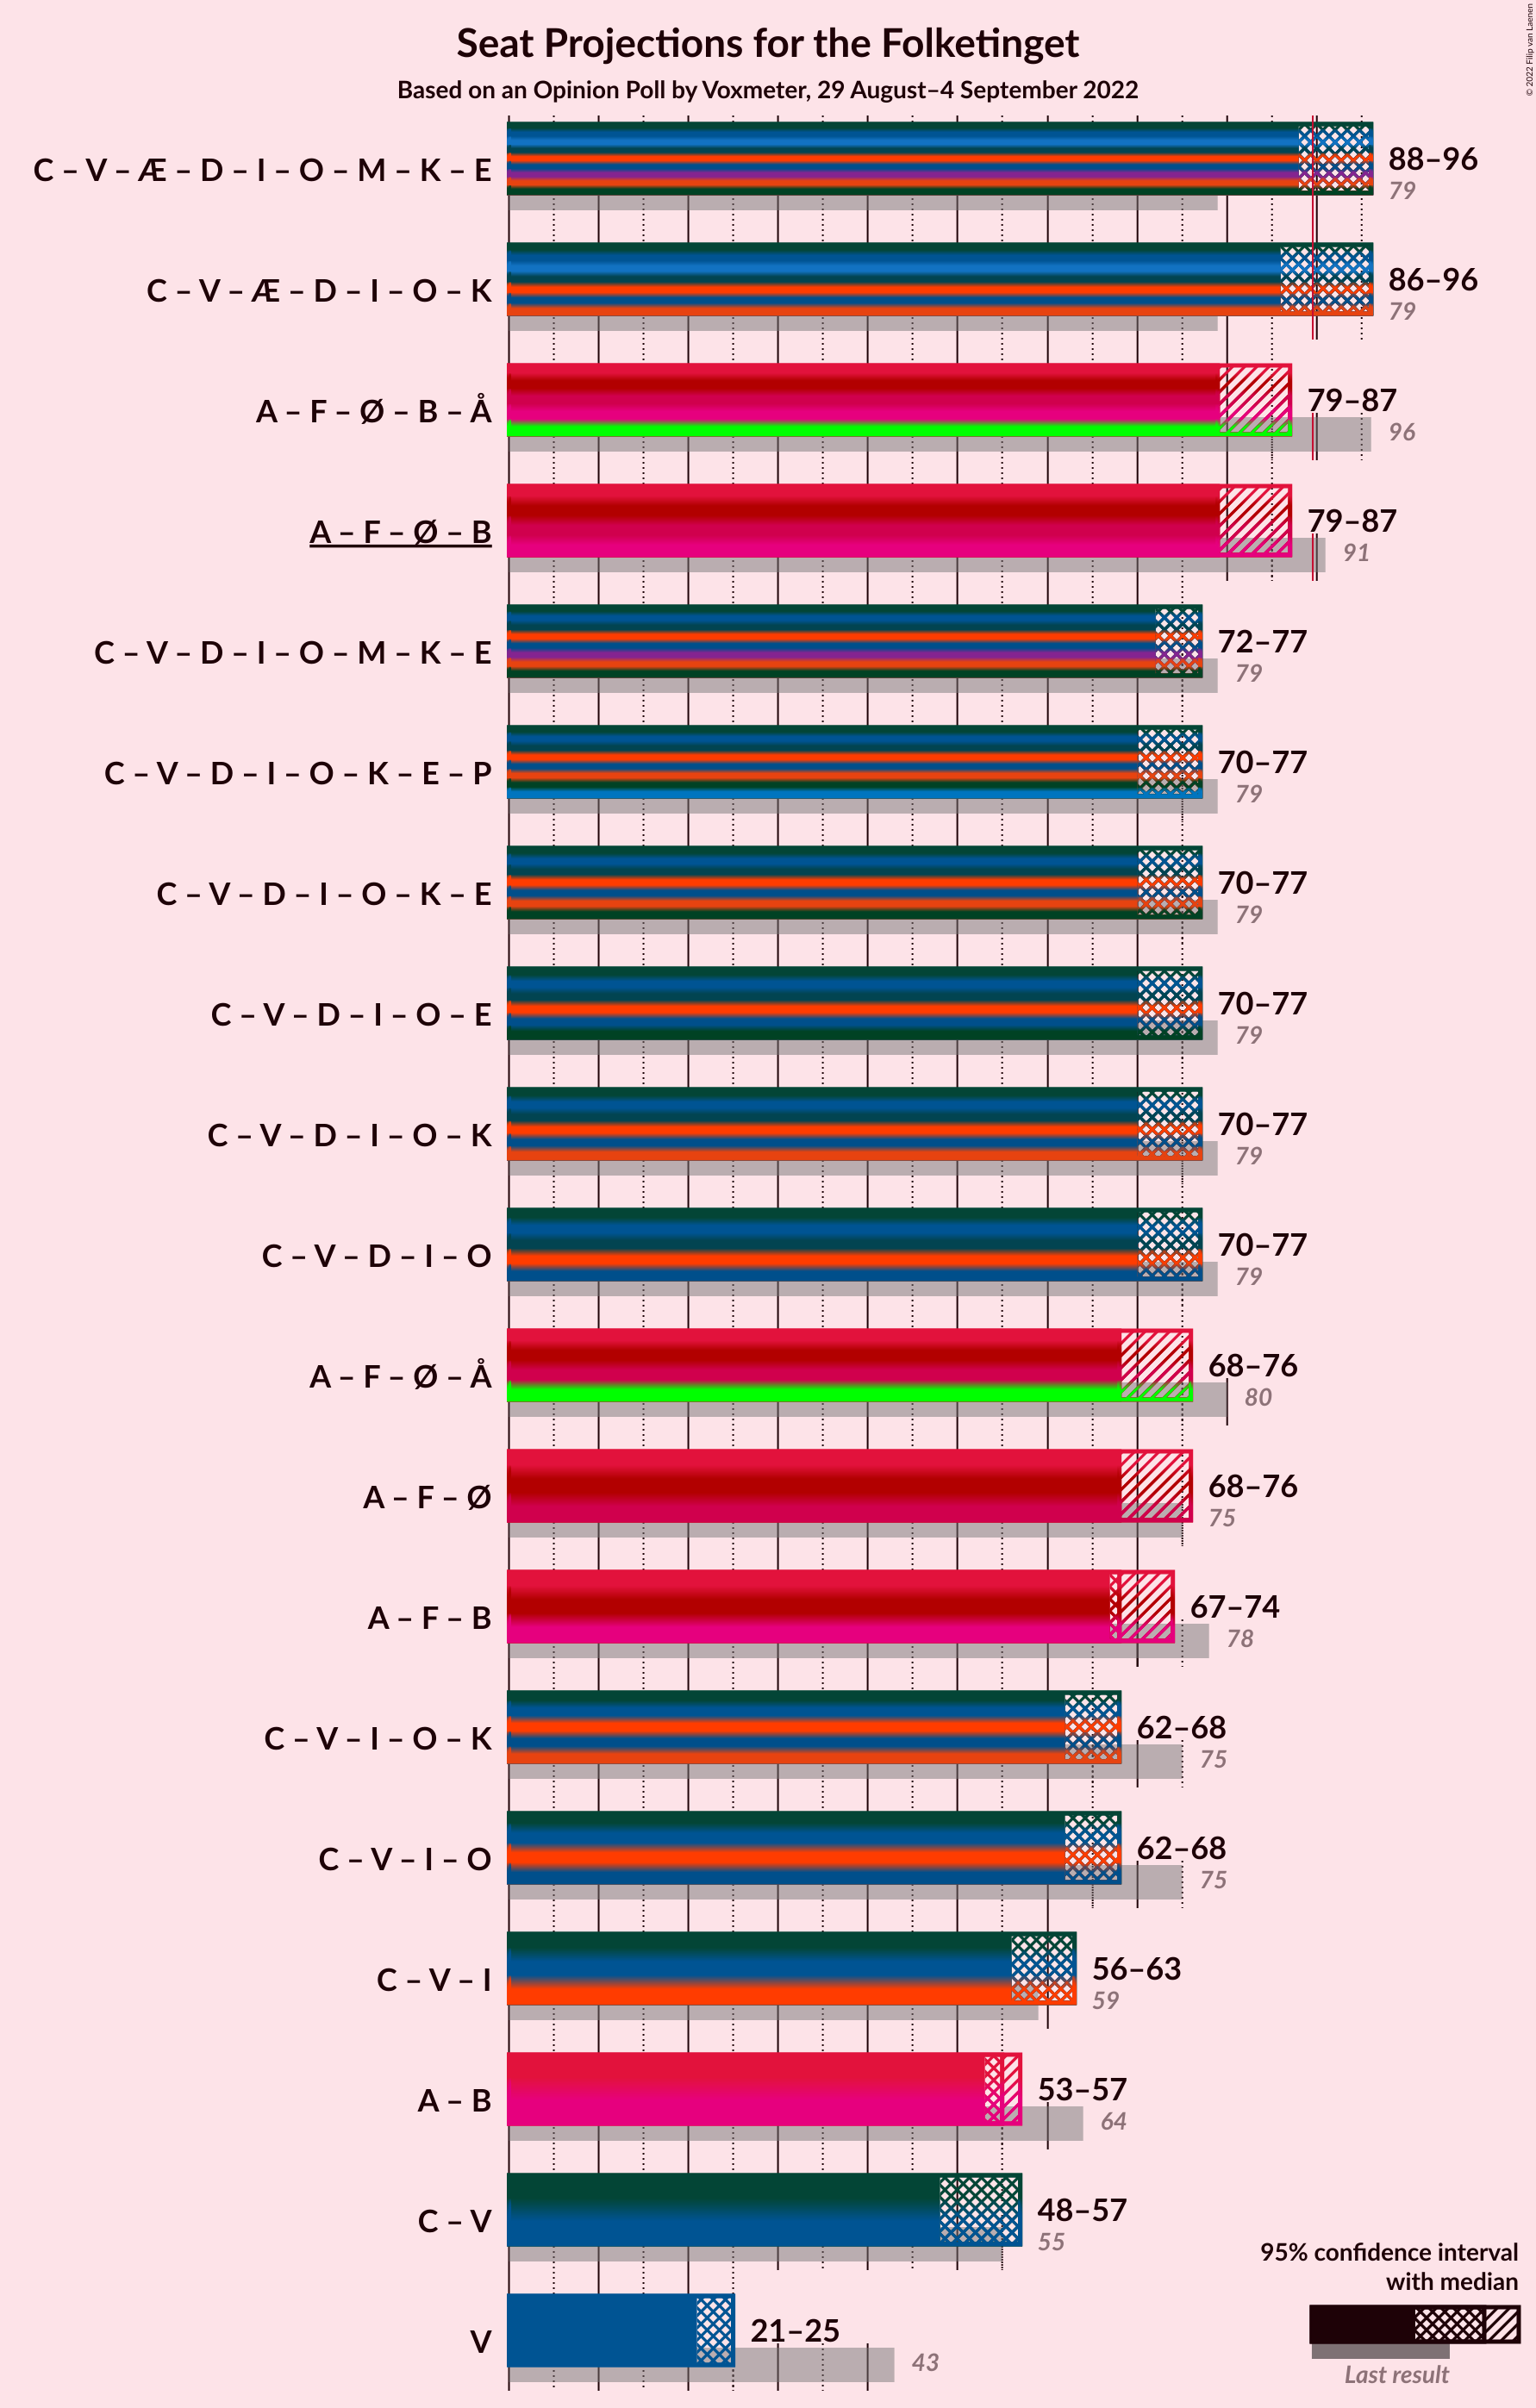 Seat Projections for the Folketinget
Based on an Opinion Poll by Voxmeter, 29 August–4 September 2022
© 2022 Filip van Laenen
C – V – Æ – D – I – O – M – K – E
88–96
79
C – V – Æ – D – I – O – K
86–96
79
A – F – Ø – B – Å
79–87
96
A – F – Ø – B
79–87
91
C – V – D – I – O – M – K – E
72–77
79
C – V – D – I – O – K – E – P
70–77
79
C – V – D – I – O – K – E
70–77
79
C – V – D – I – O – E
70–77
79
C – V – D – I – O – K
70–77
79
C – V – D – I – O
70–77
79
A – F – Ø – Å
68–76
80
A – F – Ø
68–76
75
A – F – B
67–74
78
C – V – I – O – K
62–68
75
C – V – I – O
62–68
75
C – V – I
56–63
59
A – B
53–57
64
C – V
48–57
55
V
21–25
43
95% confidence interval
with median
Last result